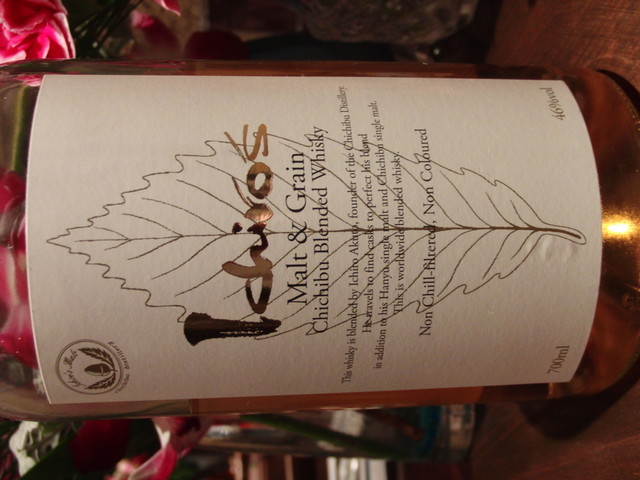 Ichiro's
Malt & Grain
Chichibu Blended Whisky
This whisky is blended by Ichiro Akuto, founder of the Chichibu Distillery.
He travels to find casks to perfect his blend
in addition to his Hanyu single malt and Chichibu single malt.
This is worldwide blended whisky.
Non Chill-filtered, Non Coloured
700ml
46%vol